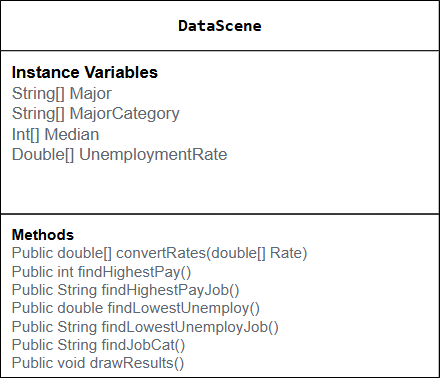 DataScene
Instance Variables
String[] Major
String[] MajorCategory
Int[] Median
Double[] UnemploymentRate
Methods
Public double[] convertRates(double[] Rate)
Public int findHighestPay()
Public String findHighestPayJob()
Public double findLowestUnemploy()
Public String findLowestUnemployJob()
Public String findJobCat()
Public void drawResults()